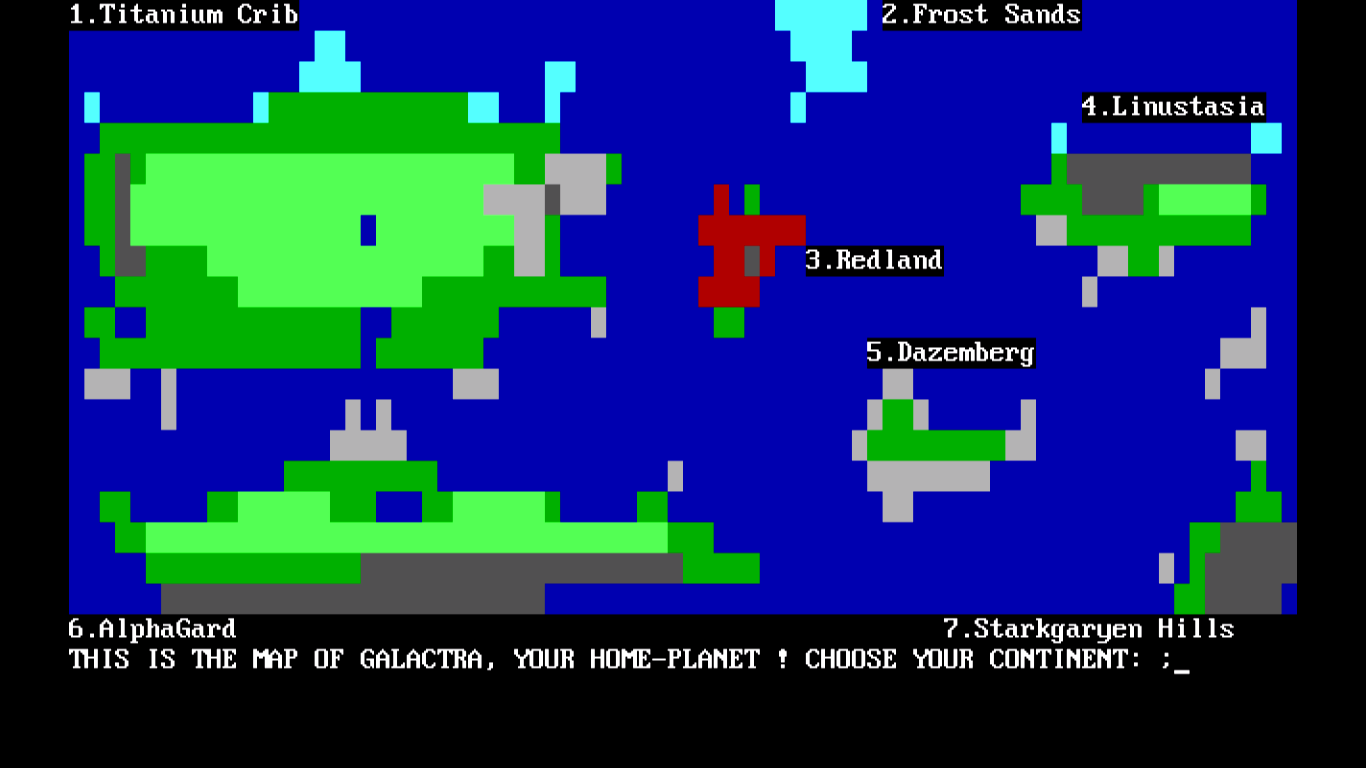 1.Titanium Crib
2.Frost Sands
4.Linustasia
3.Redland
5.Dazemberg
6.AlphaGard
7.Starkgaryen Hills
THIS IS THE MAP OF GALACTRA, YOUR HOME-PLANET ! CHOOSE YOUR CONTINENT: ;_